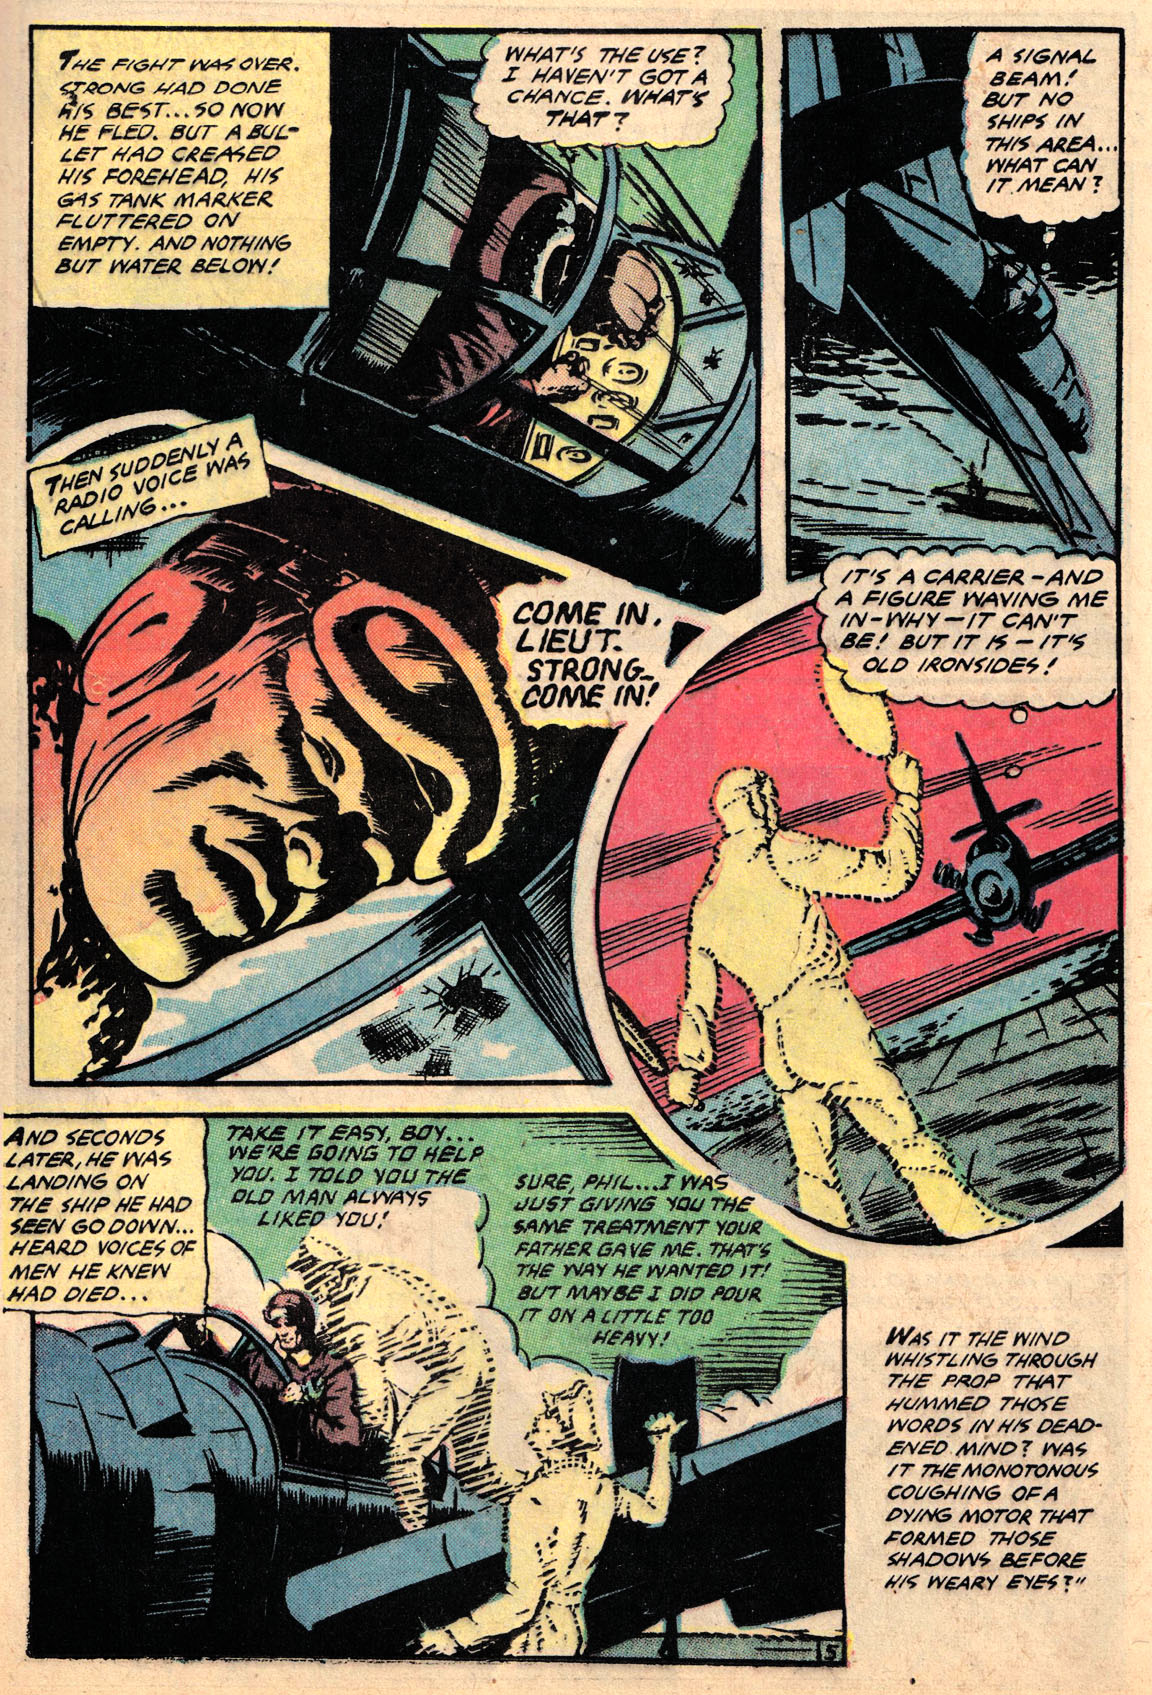 THE FIGHT WAS OVER.
STRONG HAD DONE
HIS BEST...SO NOW
HE FLED. BUT A BUL-
LET HAD CREASED
HIS FOREHEAD, HIS
GAS TANK MARKER
FLUTTERED ON
EMPTY. AND NOTHING
BUT WATER BELOW!
WHAT'S THE USE?
I HAVEN'T GOT A
CHANCE. WHAT'S
THAT?
A SIGNAL
BEAM!
BUT NO
SHIPS IN
THIS AREA...
WHAT CAN
IT MEAN?
THEN SUDDENLY A
RADIO VOICE WAS
CALLING...
COME IN,
LIEUT.
STRONG_
COME IN!
IT'S A CARRIER-AND
A FIGURE WAVING ME
IN-WHY-IT CAN'T
BE! BUT IT IS - IT'S
OLD IRONSIDES!
AND SECONDS
LATER, HE WAS
LANDING ON
THE SHIP HE HAD
SEEN GO DOWN...
HEARD VOICES OF
MEN HE KNEW
HAD DIED...
TAKE IT EASY, BOY...
WE'RE GOING TO HELP
YOU. I TOLD YOU THE
OLD MAN ALWAYS
LIKED YOU!
SURE, PHIL...I WAS
JUST GIVING YOU THE
SAME TREATMENT YOUR
FATHER GAVE ME. THAT'S
THE WAY HE WANTED IT!
BUT MAYBE I DID POUR
IT ON A LITTLE TOO
HEAVY!
WAS IT THE WIND
WHISTLING THROUGH
THE PROP THAT
HUMMED THOSE
WORDS IN HIS DEAD-
ENED MIND? WAS
IT THE MONOTONOUS
COUGHING OF A
DYING MOTOR THAT
FORMED THOSE
SHADOWS BEFORE
HIS WEARY EYES?"
5